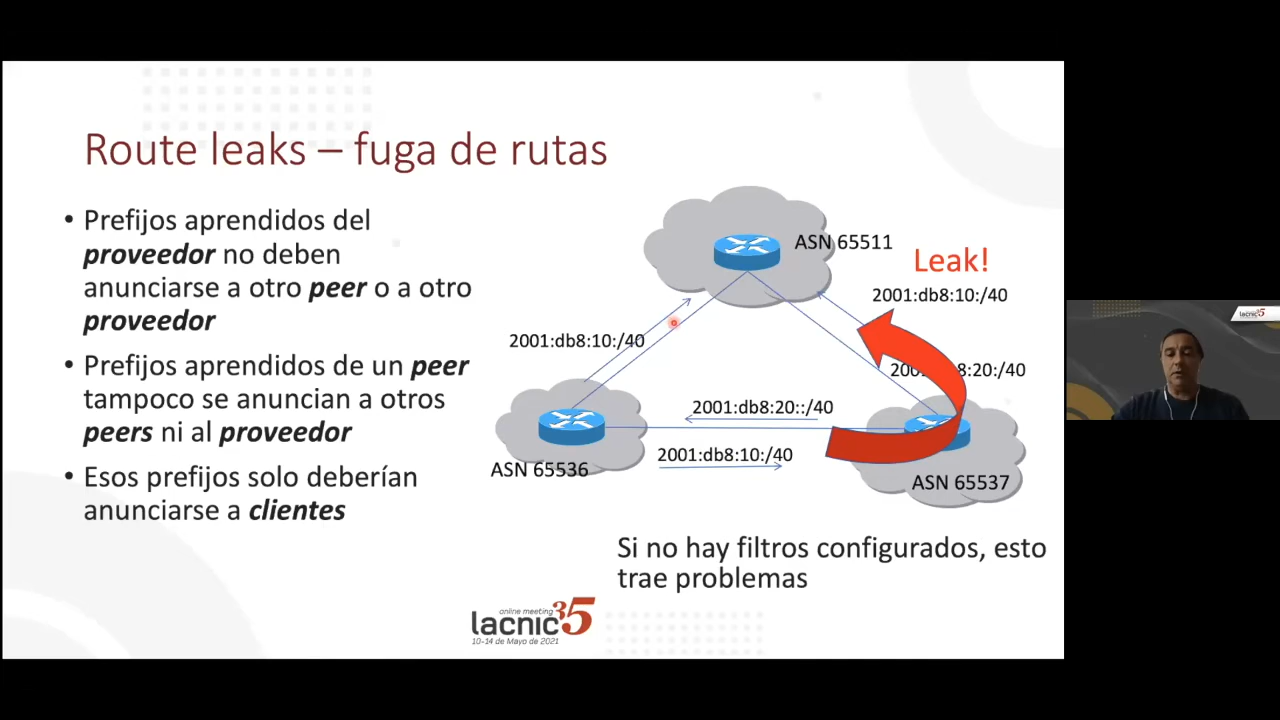 Route leaks – fuga de rutas
• Prefijos aprendidos del
proveedor no deben
anunciarse a otro peer o a otro
proveedor
• Prefijos aprendidos de un peer
tampoco se anuncian a otros
peers ni al proveedor
• Esos prefijos solo deberían
anunciarse a clientes
ASN 65511
Leak!
2001:db8:10:/40
2001:db8:10:/40
8:20:/40
2001:db8:20::/40
2001:db8:10:/40
ASN 65536
ASN 65537
Si no hay filtros configurados, esto
trae problemas
online meeting
lacnic35
10-14 de Mayo de 2021
lacnic35